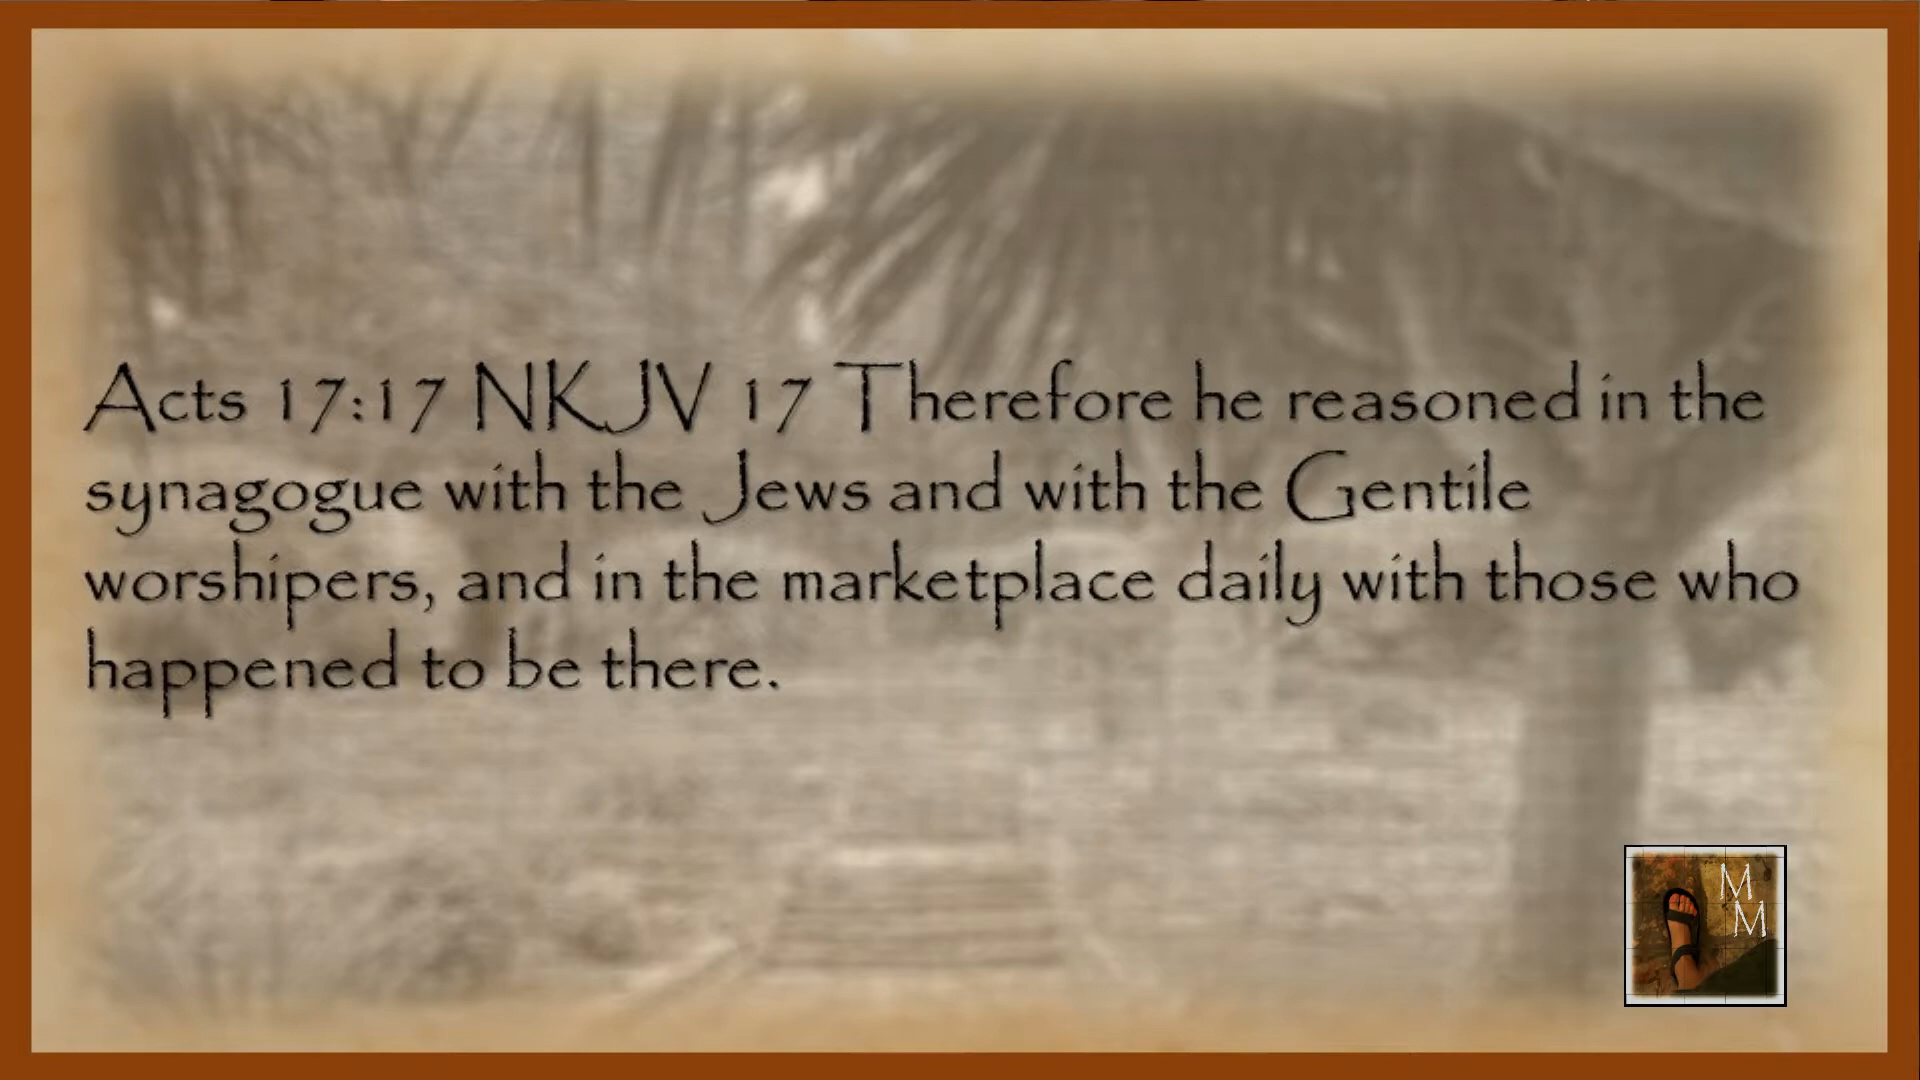 Acts 17:17 NKJV 17 Therefore he reasoned in the
synagogue with the Jews and with the Gentile
worshipers, and in the marketplace daily with those who
happened to be there.
M
M